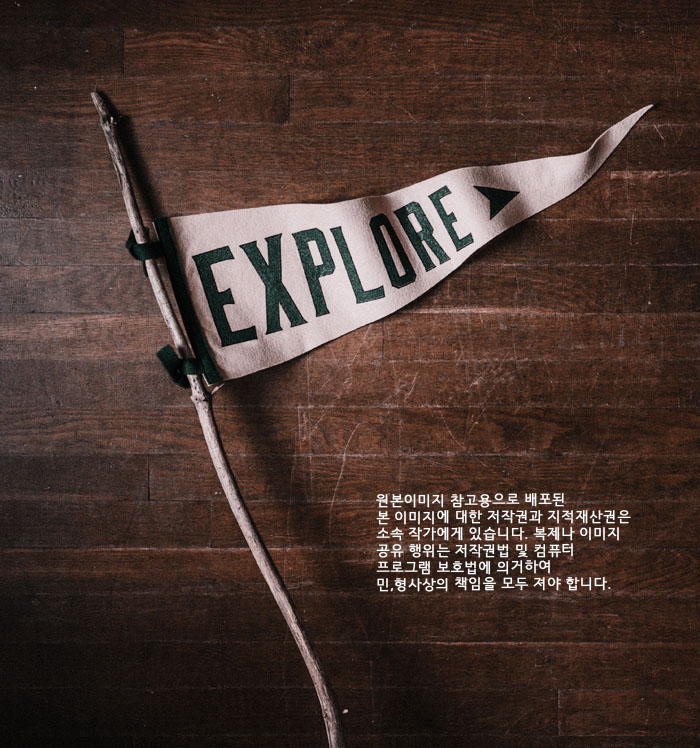 EXPLORE
원본이미지 참고용으로 배포된
본 이미지에 대한 저작권과 지적재산권은
소속 작가에게 있습니다. 복제나 이미지
공유 행위는 저작권법 및 컴퓨터
프로그램 보호법에 의거하여
민,형사상의 책임을 모두 져야 합니다.